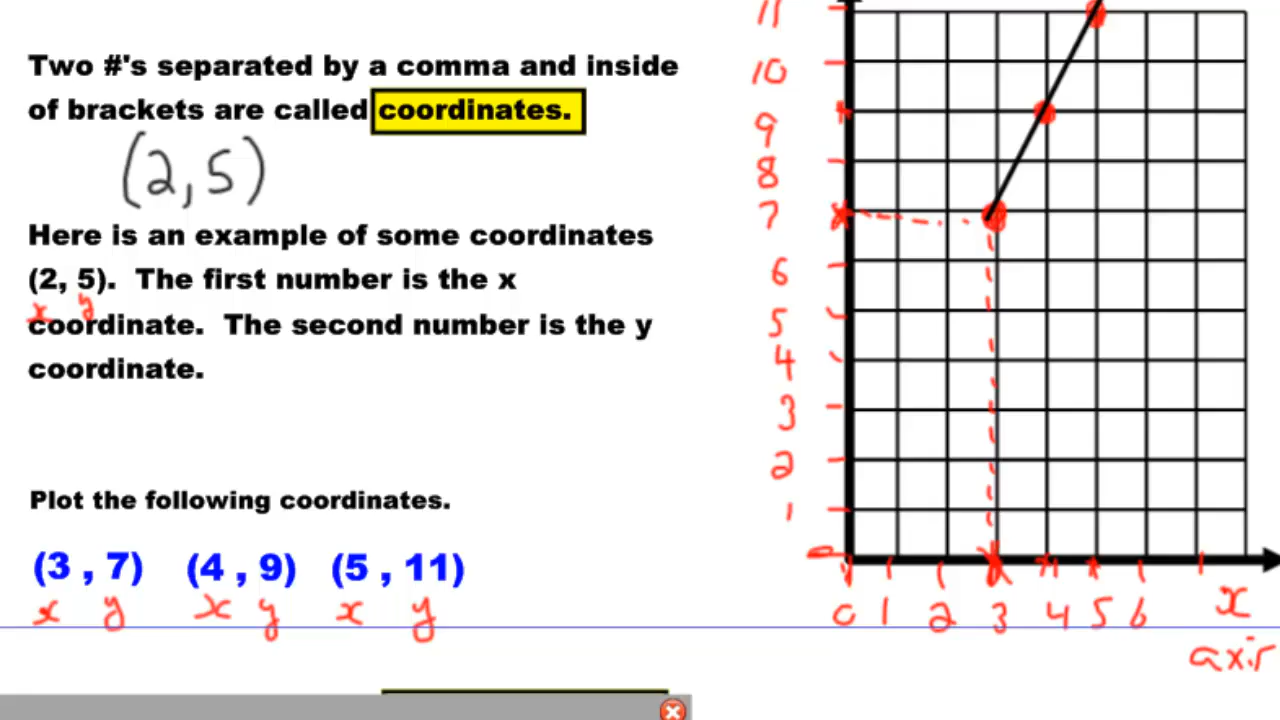 Two #'s separated by a comma and inside
of brackets are called coordinates.
(2,5)
Here is an example of some coordinates
(2, 5). The first number is the x
x y
coordinate. The second number is the y
coordinate.
Plot the following coordinates.
(3 , 7) (4 , 9) (5 , 11)
x y x y x y
11
10
9
8
7
6
5
4
3
2
1
0
0 1 2 3 4 5 6 x
axis